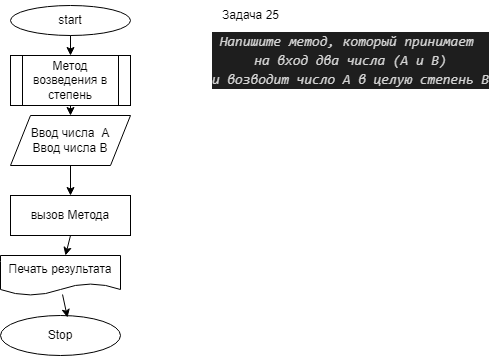 start
Метод
возведения в
степень
Ввод числа  A
Ввод числа B
вызов Метода
Печать результата
Stop
Задача 25
Напишите метод, который принимает
на вход два числа (A и B)
и возводит число A в целую степень B